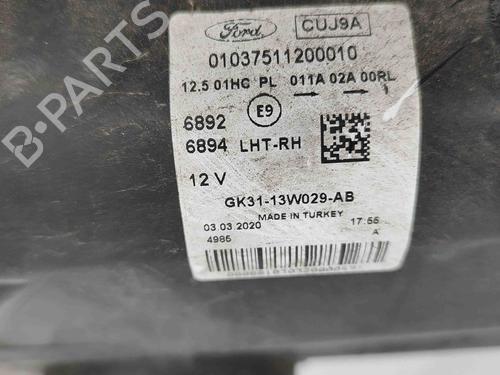 Ford CUJ9A
01037511200010
12.5 01HC PL 011A 02A 00RL
6892 E9
6894 LHT-RH
12 V
GK31-13W029-AB
MADE IN TURKEY
03.03.2020 17:55
4985 A
B-PARTS